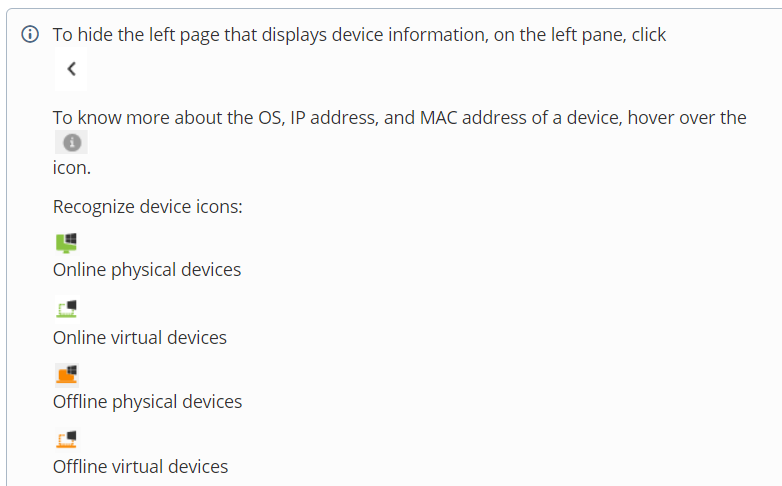 To hide the left page that displays device information, on the left pane, click
To know more about the OS, IP address, and MAC address of a device, hover over the
icon.
Recognize device icons:
Online physical devices
Online virtual devices
Offline physical devices
Offline virtual devices